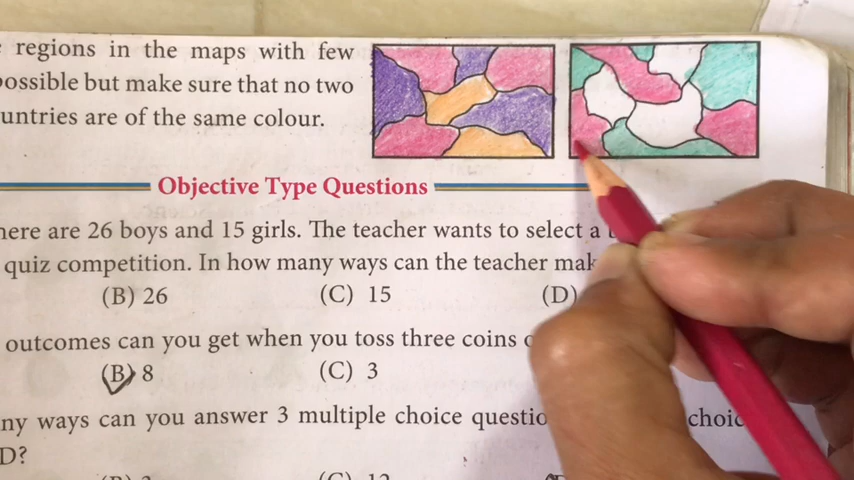 regions in the maps with few
possible but make sure that no two
untries are of the same colour.
Objective Type Questions
here are 26 boys and 15 girls. The teacher wants to select a
quiz competition. In how many ways can the teacher mak
(B) 26 (C) 15 (D)
outcomes can you get when you toss three coins
(B) 8 (C) 3
ny ways can you answer 3 multiple choice questio choic
D?
(C) 12